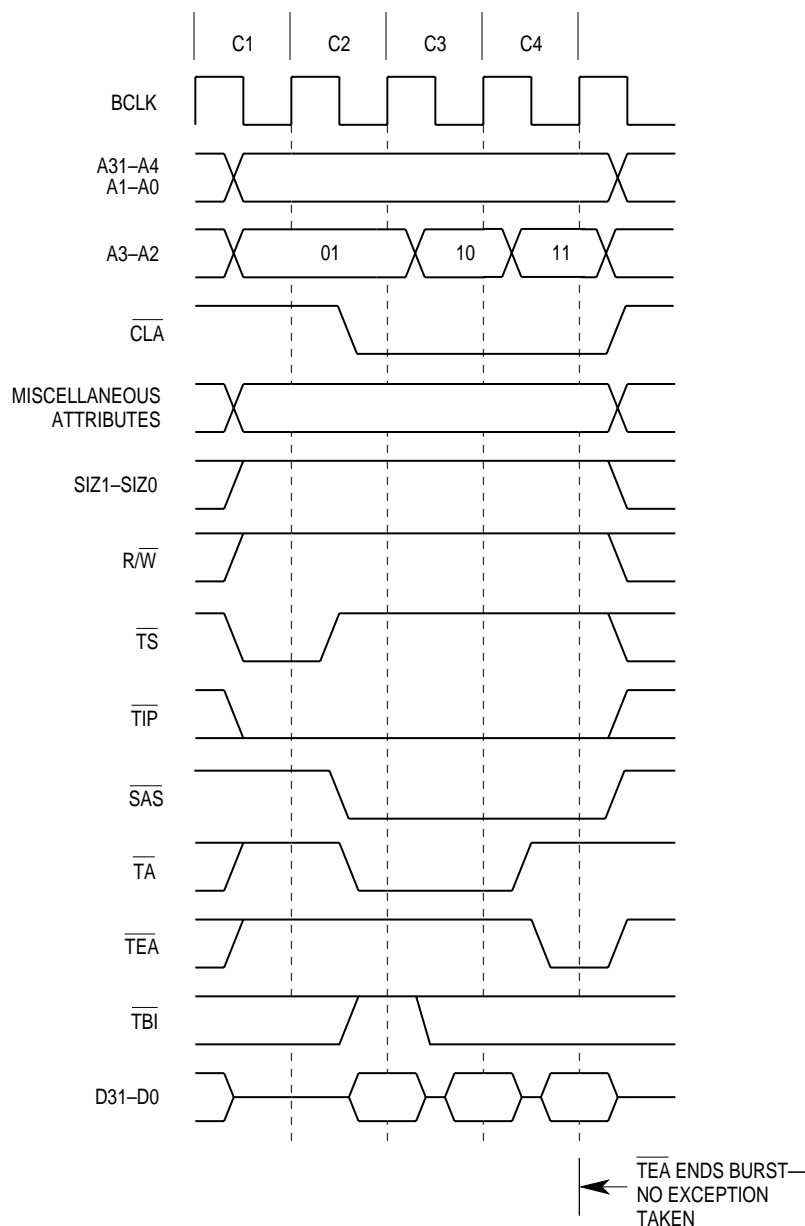 C1 C2 C3 C4
BCLK
A31–A4
A1–A0
A3–A2 01 10 11
CLA
MISCELLANEOUS
ATTRIBUTES
SIZ1–SIZ0
R/W
TS
TIP
SAS
TA
TEA
TBI
D31–D0
TEA ENDS BURST—
NO EXCEPTION
TAKEN